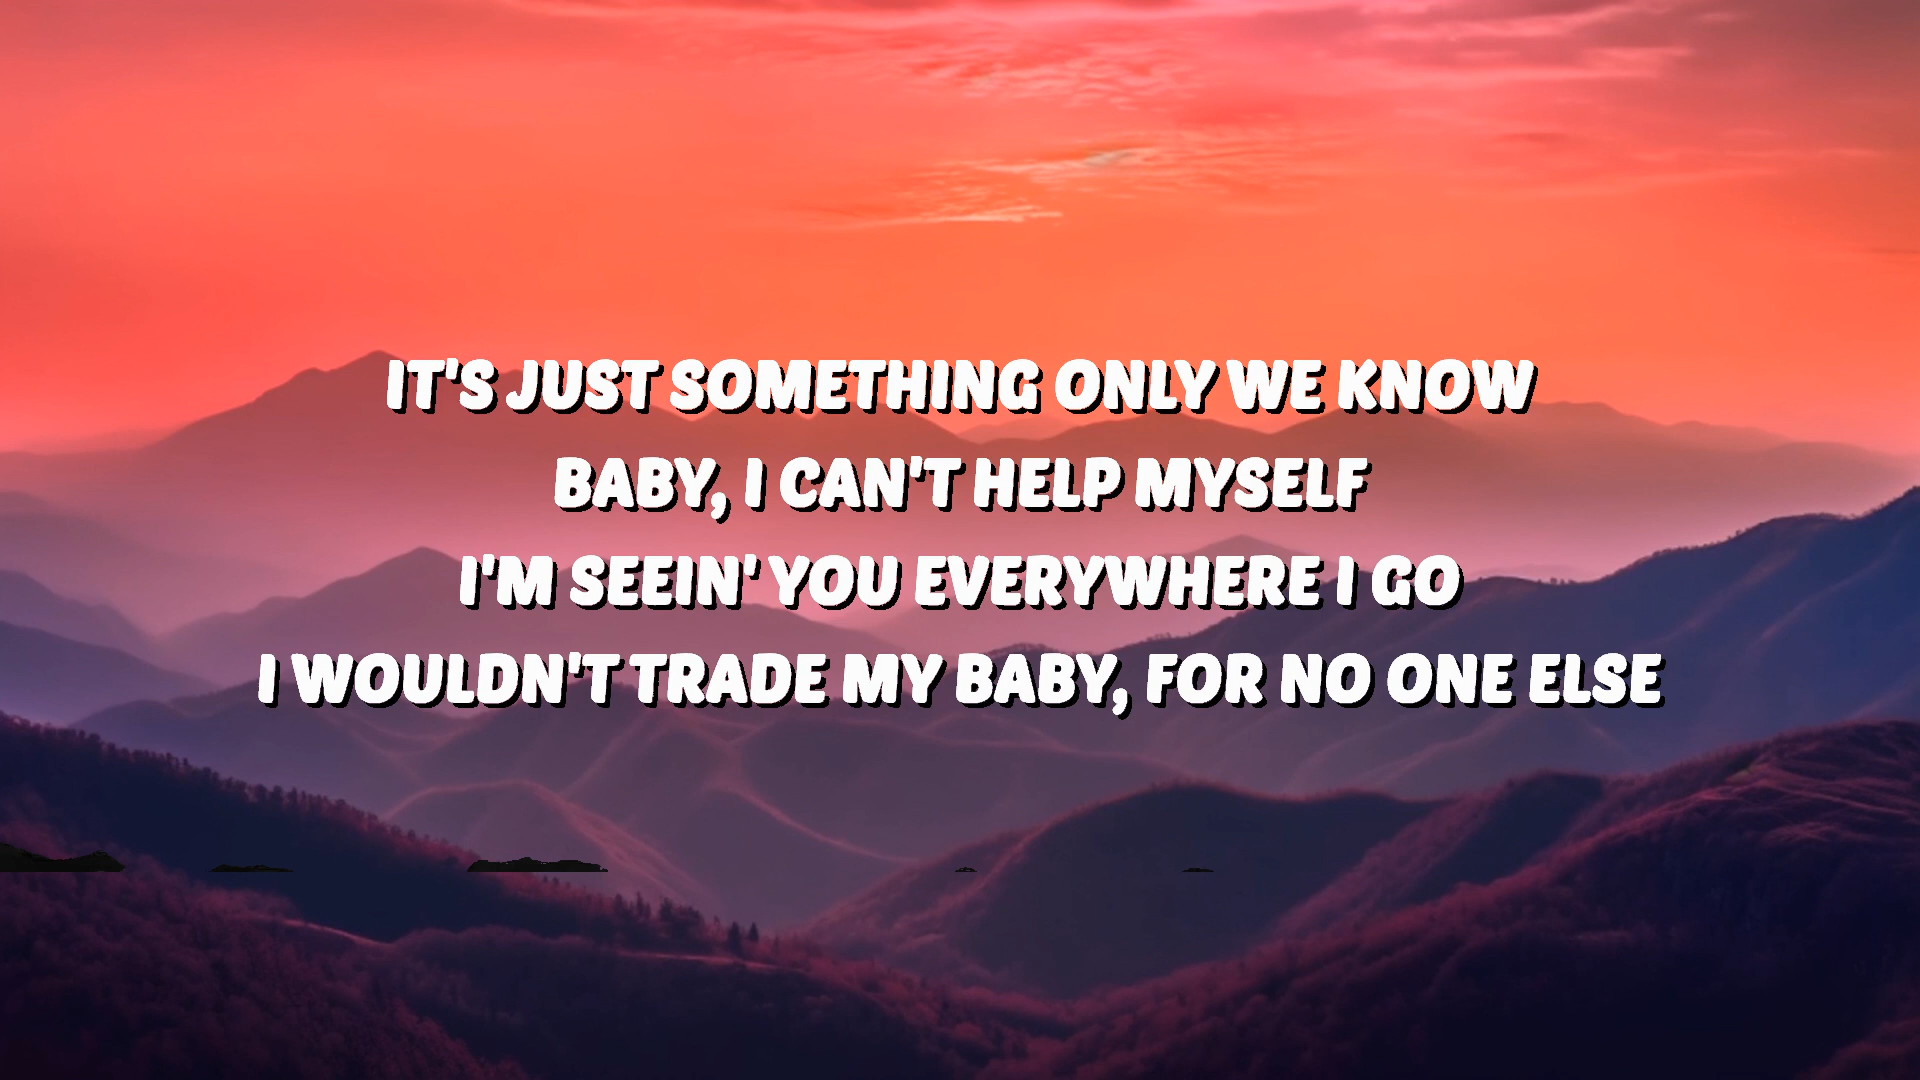 IT'S JUST SOMETHING ONLY WE KNOW
BABY, I CAN'T HELP MYSELF
I'M SEEIN' YOU EVERYWHERE I GO
I WOULDN'T TRADE MY BABY, FOR NO ONE ELSE